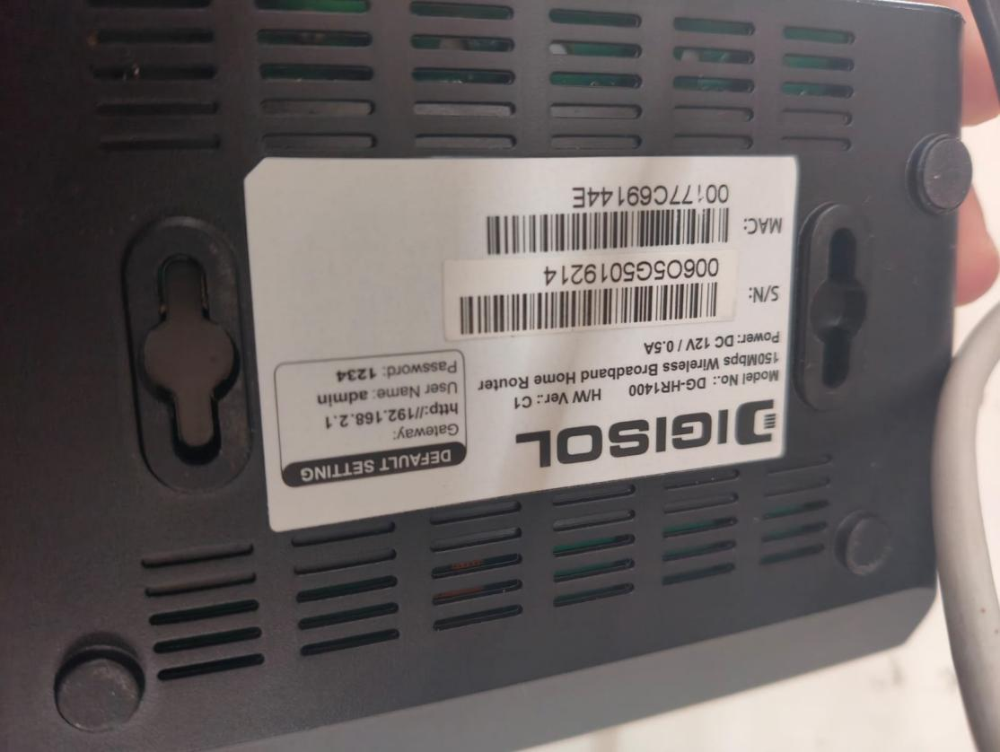 DIGISOL
Model No.: DG-HR1400 H/W Ver.: C1
150Mbps Wireless Broadband Home Router
Power: DC 12V / 0.5A
DEFAULT SETTING
Gateway:
http://192.168.2.1
User Name: admin
Password: 1234
S/N:
006O5G5019214
MAC:
00177C69144E